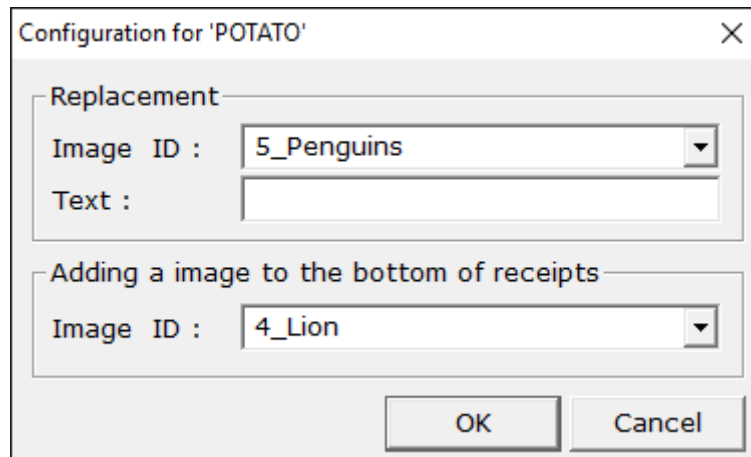 Configuration for 'POTATO'
Replacement
Image ID : 5_Penguins
Text :
Adding a image to the bottom of receipts
Image ID : 4_Lion
OK Cancel